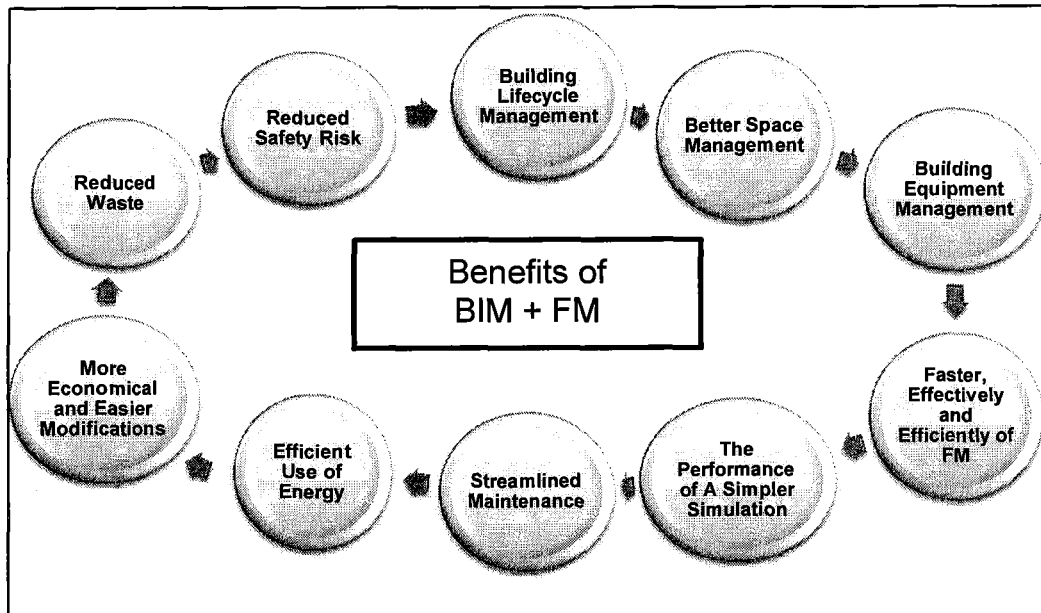 Building
Lifecycle
Management
Reduced
Safety Risk
Better Space
Management
Reduced
Waste
Building
Equipment
Management
Benefits of
BIM + FM
More
Economical
and Easier
Modifications
Faster,
Effectively
and
Efficiently of
FM
Efficient
Use of
Energy
Streamlined
Maintenance
The
Performance
of A Simpler
Simulation